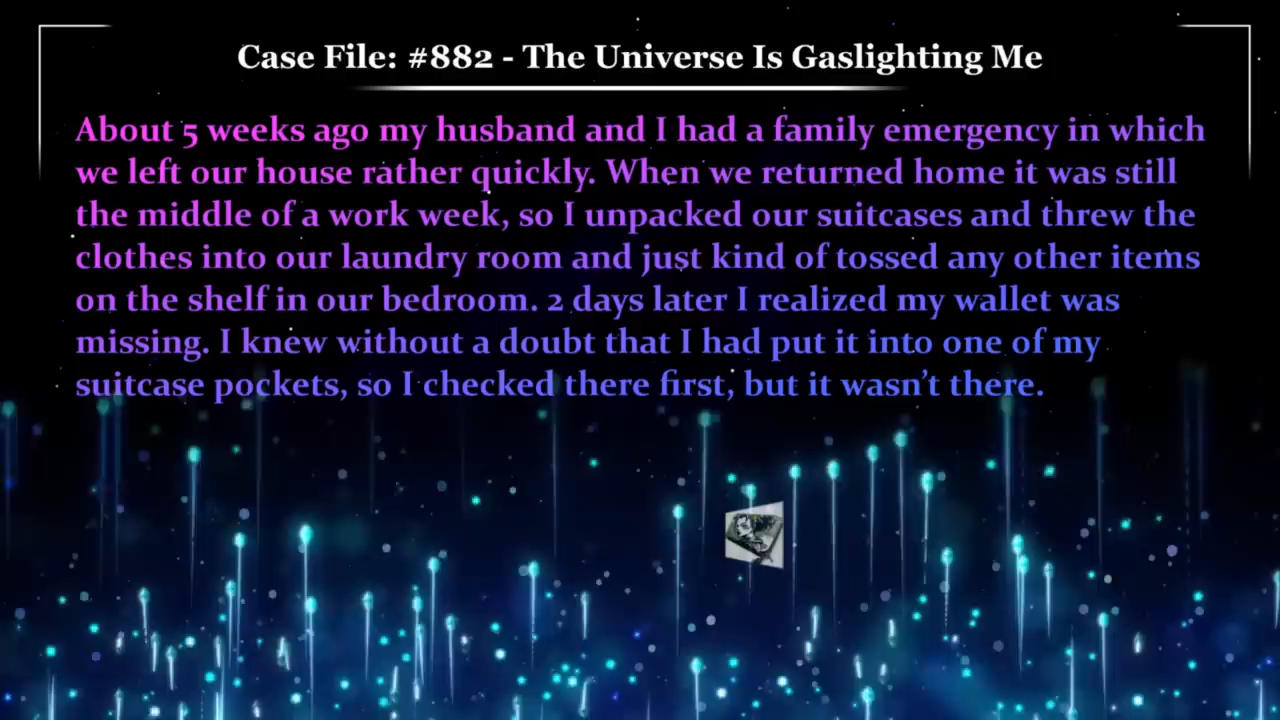 Case File: #882 - The Universe Is Gaslighting Me
About 5 weeks ago my husband and I had a family emergency in which
we left our house rather quickly. When we returned home it was still
the middle of a work week, so I unpacked our suitcases and threw the
clothes into our laundry room and just kind of tossed any other items
on the shelf in our bedroom. 2 days later I realized my wallet was
missing. I knew without a doubt that I had put it into one of my
suitcase pockets, so I checked there first, but it wasn't there.